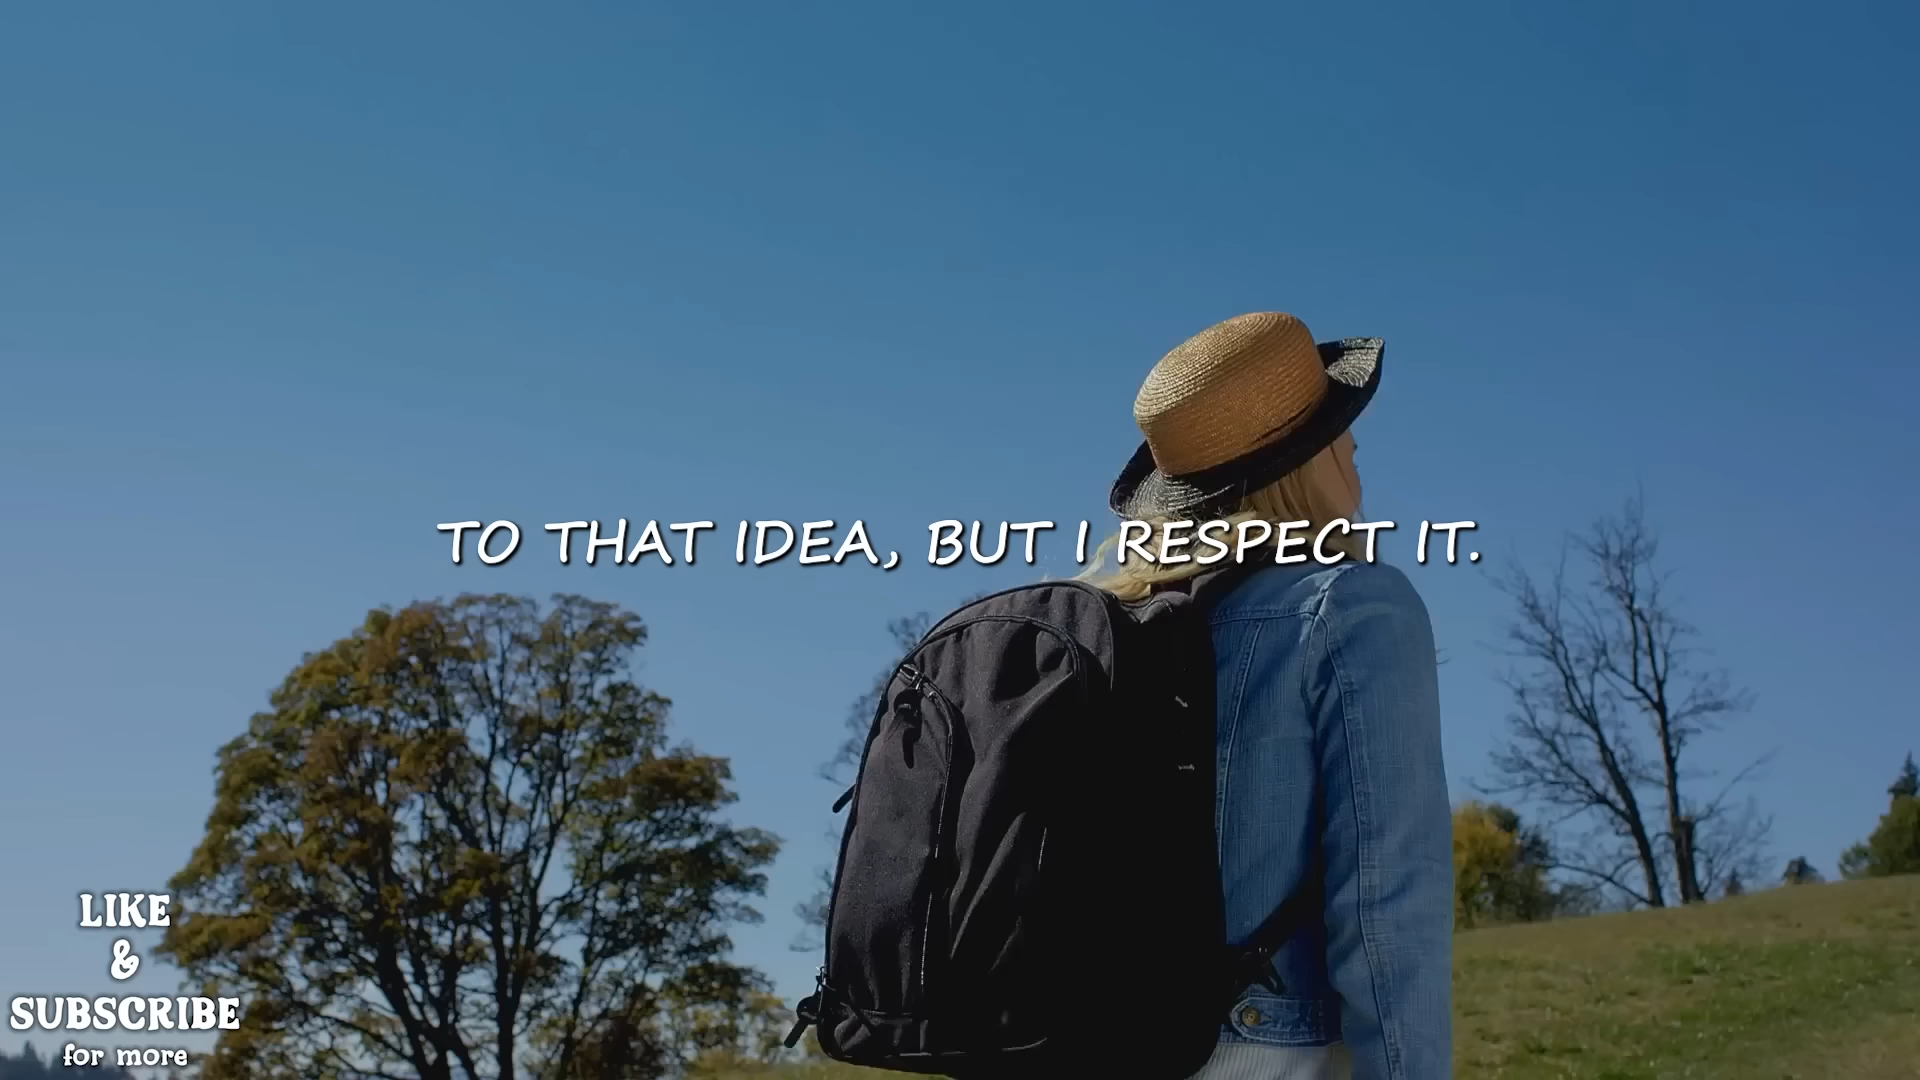 TO THAT IDEA, BUT I RESPECT IT.
LIKE
&
SUBSCRIBE
for more